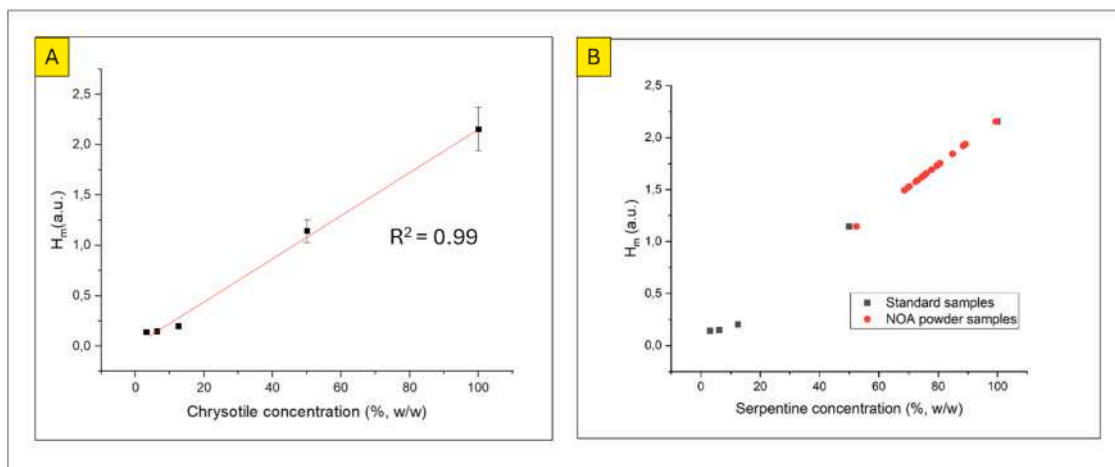 A
2,5
2,0
1,5
1,0
0,5
0,0
H_m(a.u.)
R² = 0.99
0 20 40 60 80 100
Chrysotile concentration (%, w/w)
B
2,5
2,0
1,5
1,0
0,5
0,0
H_m (a.u.)
Standard samples
NOA powder samples
0 20 40 60 80 100
Serpentine concentration (%, w/w)